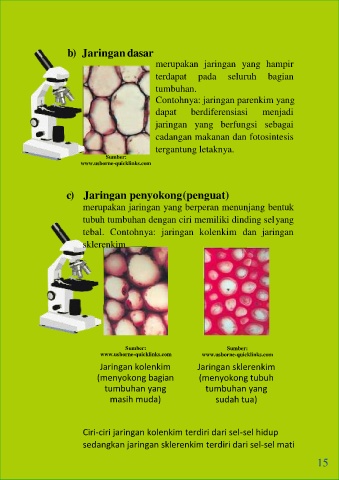 b) Jaringan dasar
merupakan jaringan yang hampir
terdapat pada seluruh bagian
tumbuhan.
Contohnya: jaringan parenkim yang
dapat berdiferensiasi menjadi
jaringan yang berfungsi sebagai
cadangan makanan dan fotosintesis
tergantung letaknya.
Sumber:
www.usborne-quicklinks.com
c) Jaringan penyokong(penguat)
merupakan jaringan yang berperan menunjang bentuk
tubuh tumbuhan dengan ciri memiliki dinding sel yang
tebal. Contohnya: jaringan kolenkim dan jaringan
sklerenkim
Sumber:
www.usborne-quicklinks.com
Jaringan kolenkim
(menyokong bagian
tumbuhan yang
masih muda)
Sumber:
www.usborne-quicklinks.com
Jaringan sklerenkim
(menyokong tubuh
tumbuhan yang
sudah tua)
Ciri-ciri jaringan kolenkim terdiri dari sel-sel hidup
sedangkan jaringan sklerenkim terdiri dari sel-sel mati
15